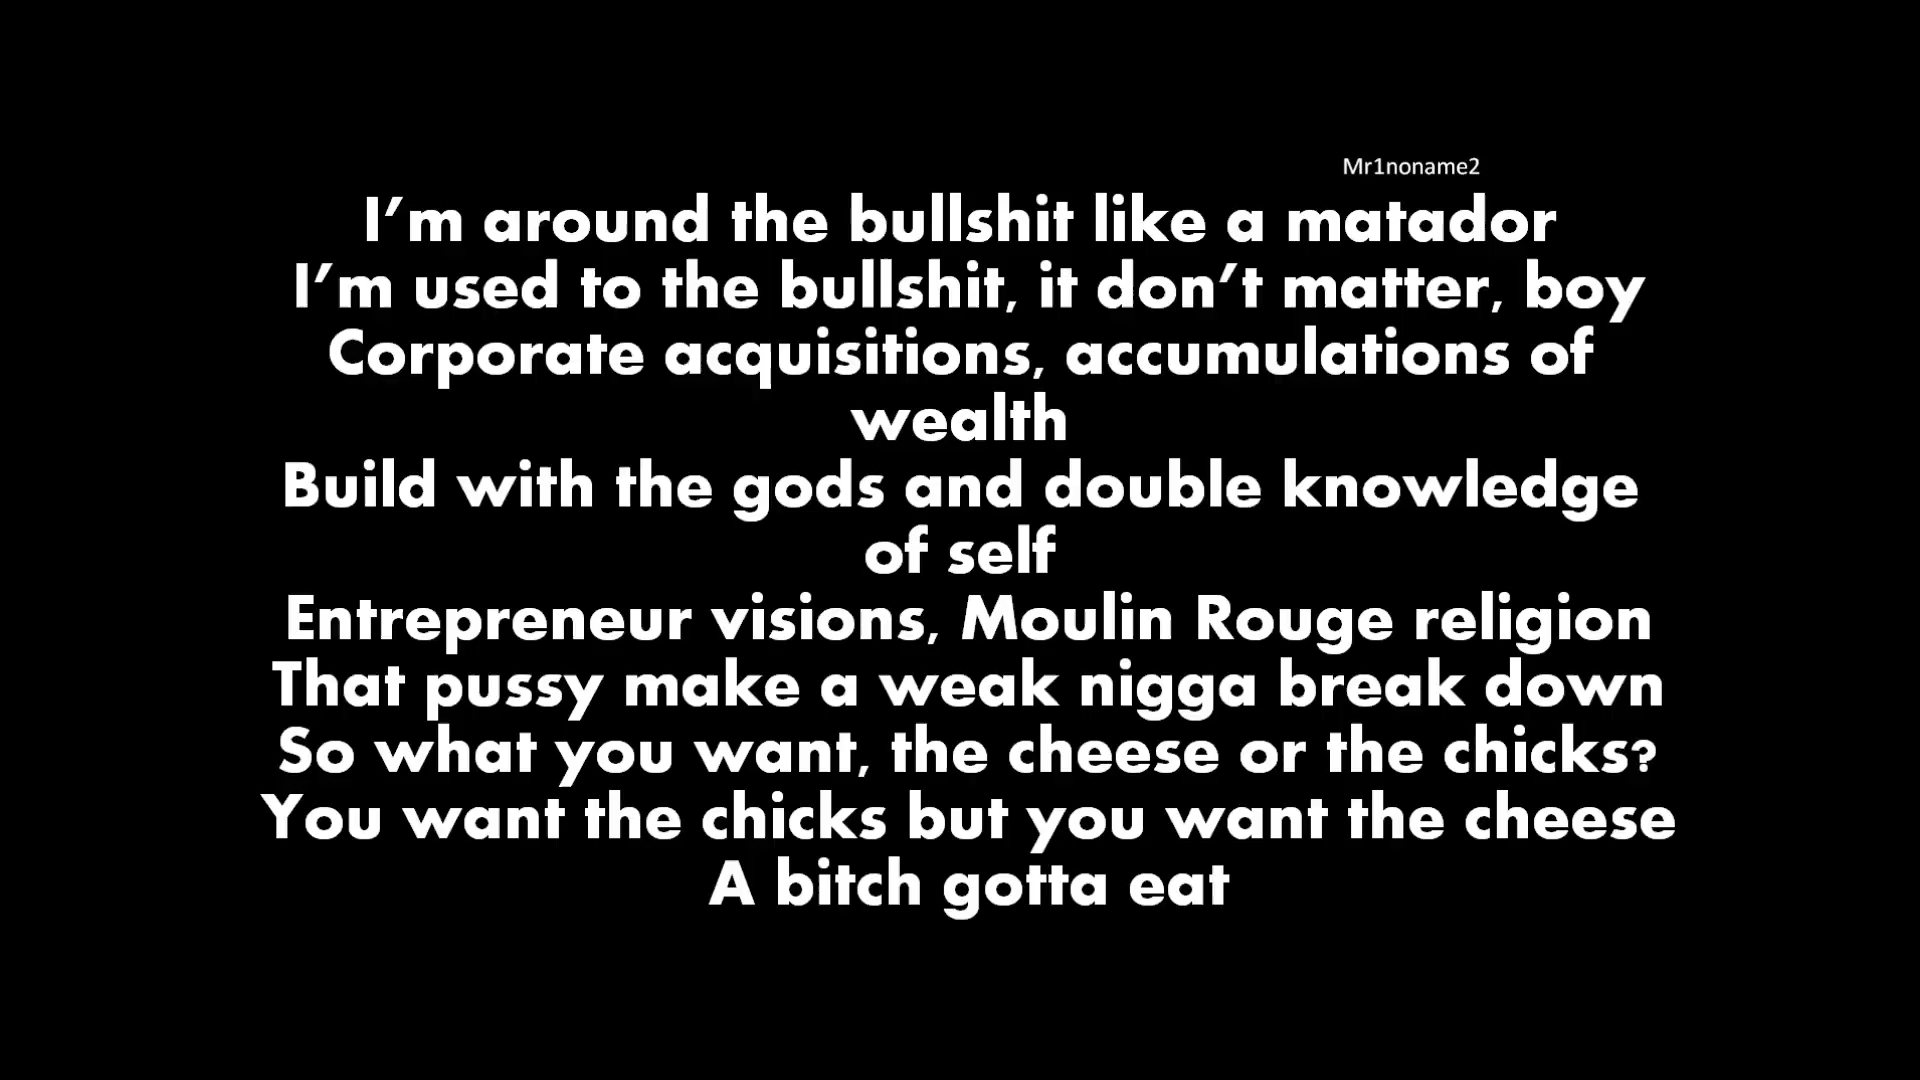 Mr1noname2
I’m around the bullshit like a matador
I’m used to the bullshit, it don’t matter, boy
Corporate acquisitions, accumulations of
wealth
Build with the gods and double knowledge
of self
Entrepreneur visions, Moulin Rouge religion
That pussy make a weak nigga break down
So what you want, the cheese or the chicks?
You want the chicks but you want the cheese
A bitch gotta eat